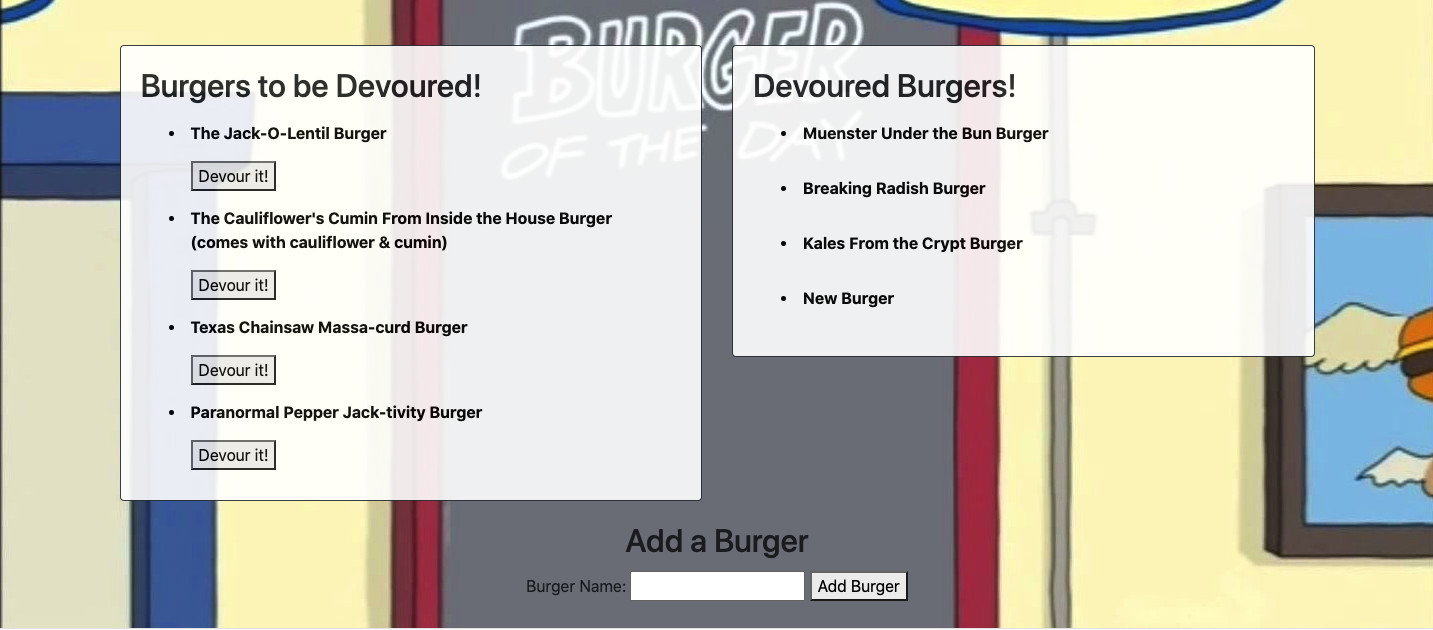 BURGER
OF THE DAY
Burgers to be Devoured!
The Jack-O-Lentil Burger
Devour it!
The Cauliflower's Cumin From Inside the House Burger
(comes with cauliflower & cumin)
Devour it!
Texas Chainsaw Massa-curd Burger
Devour it!
Paranormal Pepper Jack-tivity Burger
Devour it!
Devoured Burgers!
Muenster Under the Bun Burger
Breaking Radish Burger
Kales From the Crypt Burger
New Burger
Add a Burger
Burger Name:
Add Burger